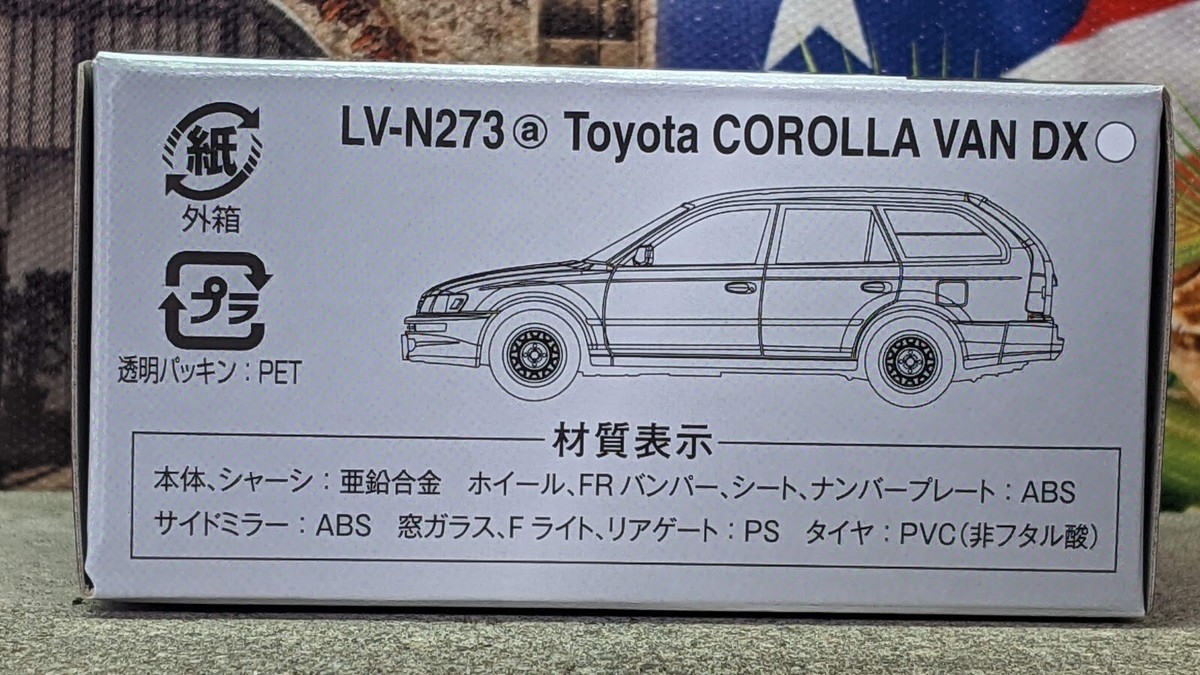 LV-N273ⓐ Toyota COROLLA VAN DX
紙
外箱
プラ
透明パッキン：PET
材質表示
本体、シャーシ：亜鉛合金 ホイール、FRバンパー、シート、ナンバープレート：ABS
サイドミラー：ABS 窓ガラス、Fライト、リアゲート：PS タイヤ：PVC（非フタル酸）